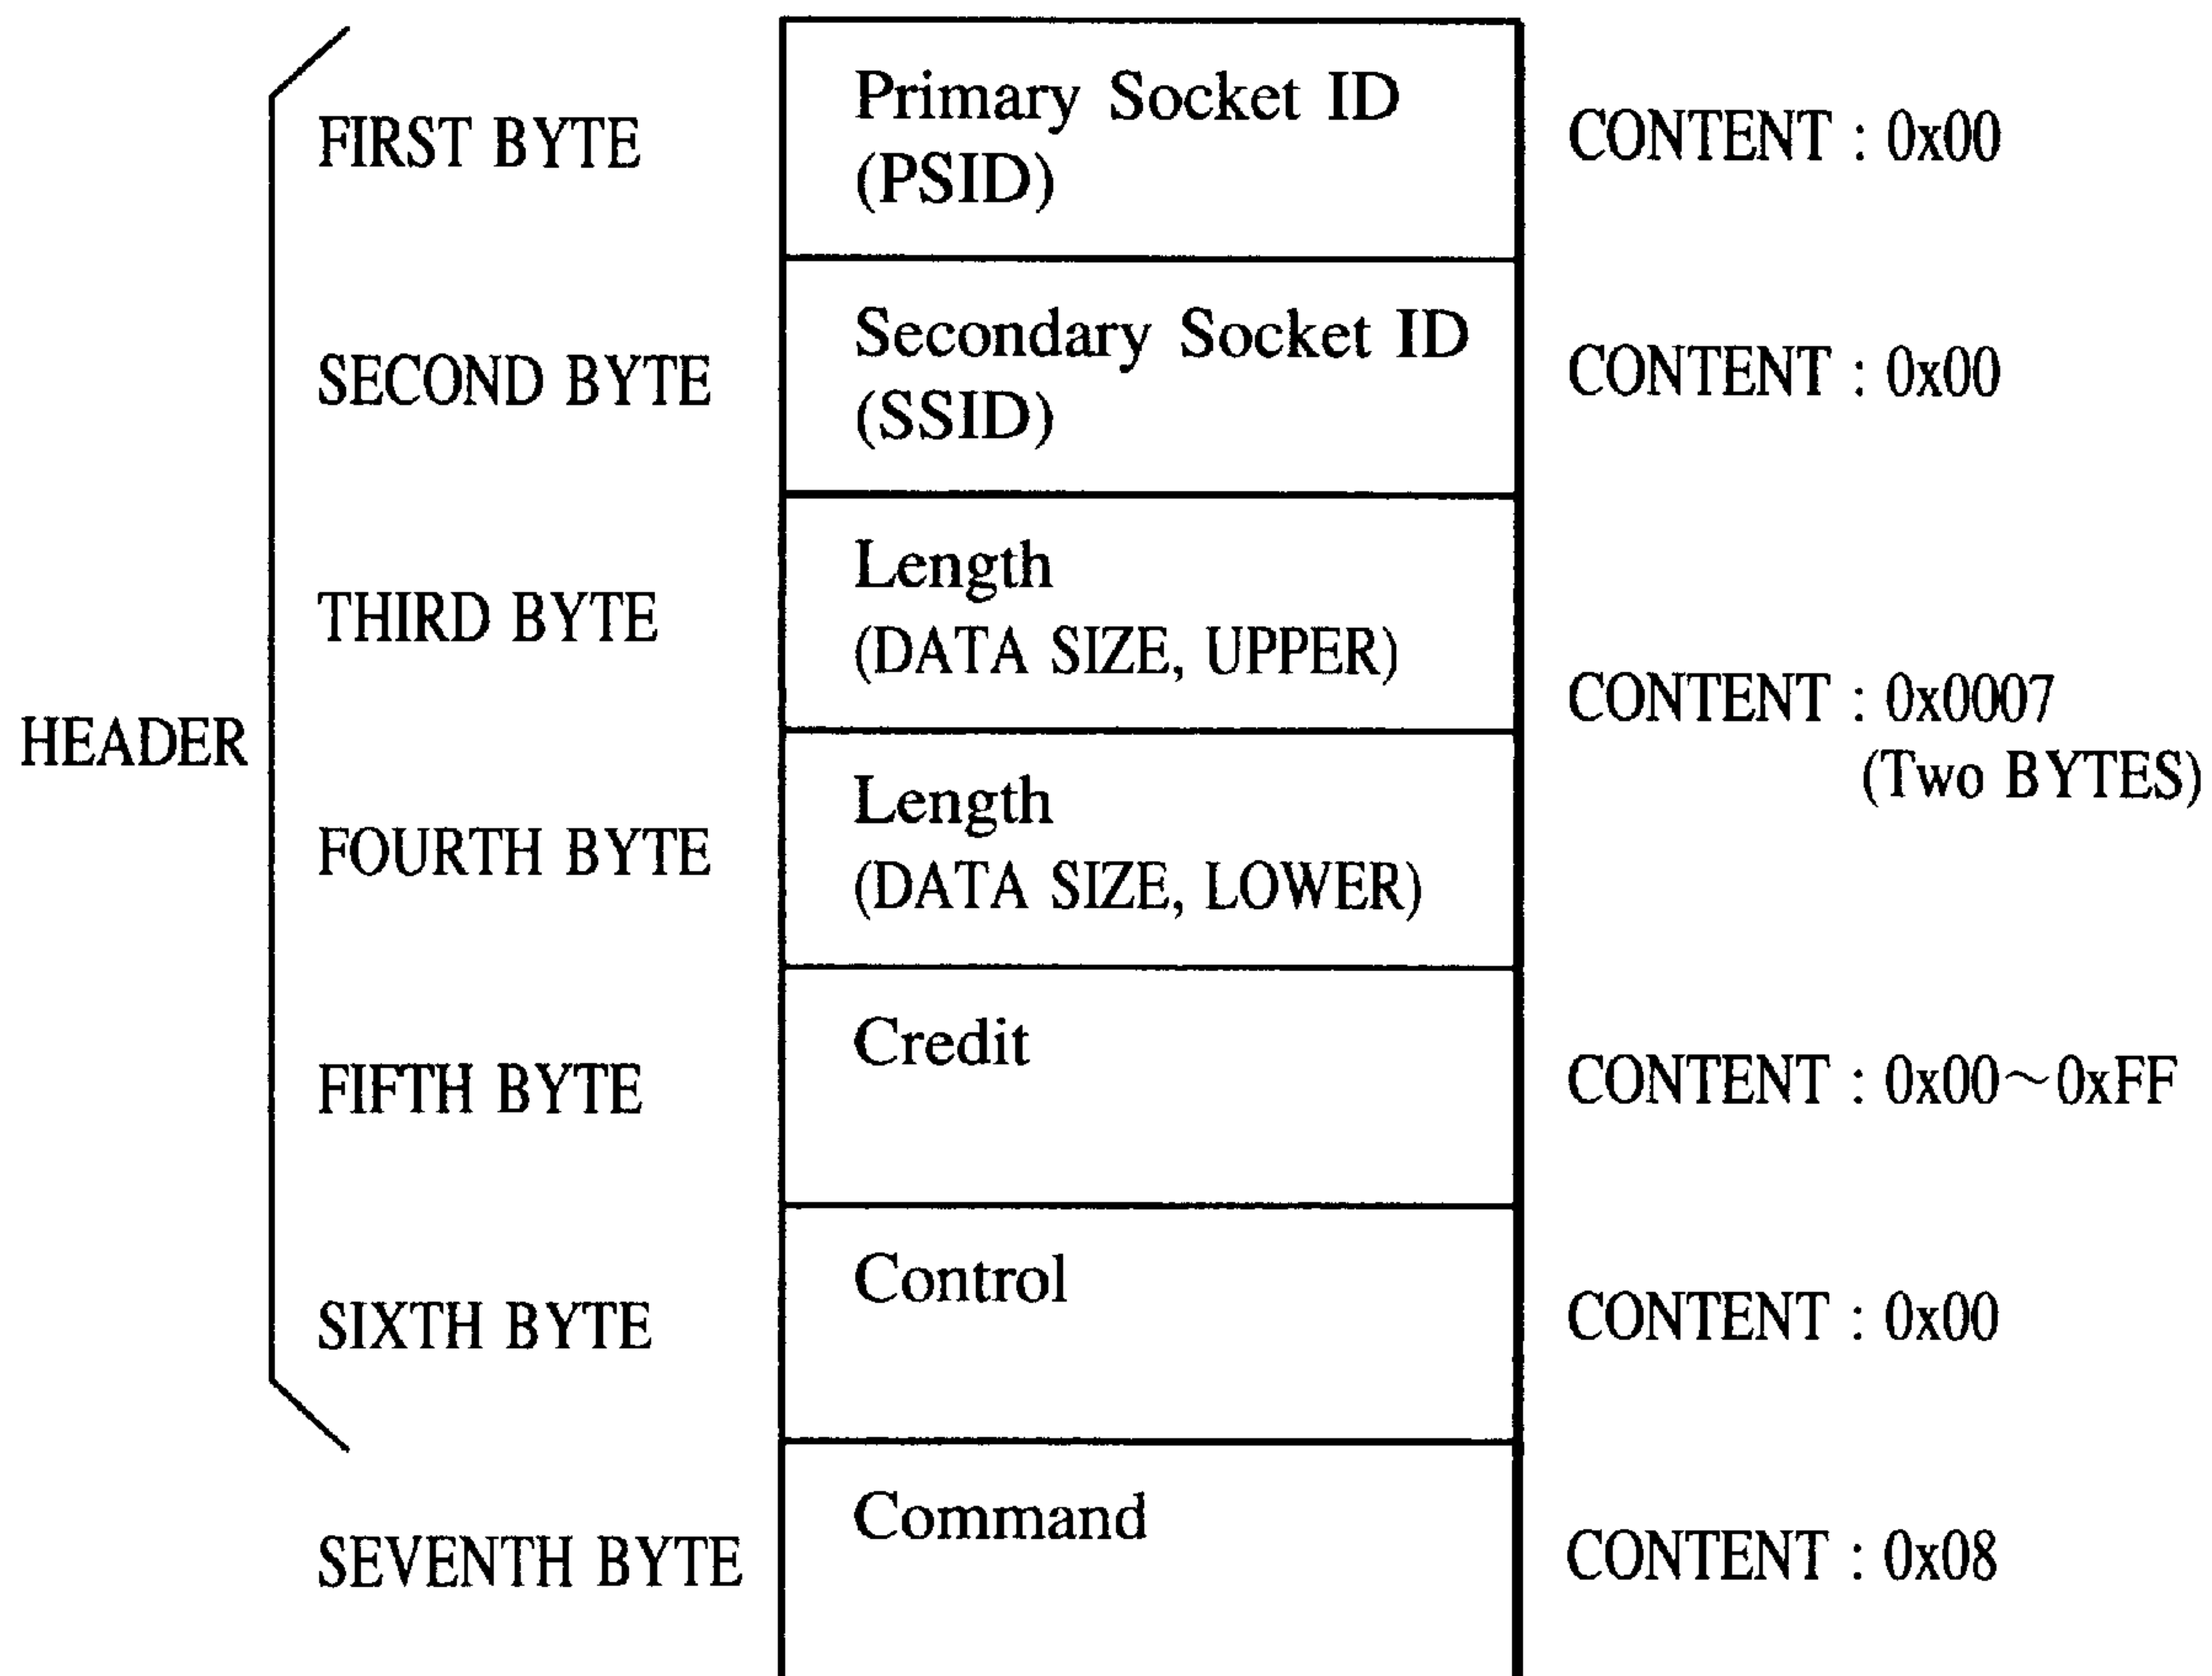 Primary Socket ID
FIRST BYTE
(PSID)
CONTENT : 0x00
Secondary Socket ID
SECOND BYTE
(SSID)
CONTENT : 0x00
Length
THIRD BYTE
(DATA SIZE, UPPER)
CONTENT : 0x0007
(Two BYTES)
HEADER
Length
FOURTH BYTE
(DATA SIZE, LOWER)
Credit
FIFTH BYTE
CONTENT : 0x00~0xFF
Control
SIXTH BYTE
CONTENT : 0x00
Command
SEVENTH BYTE
CONTENT : 0x08